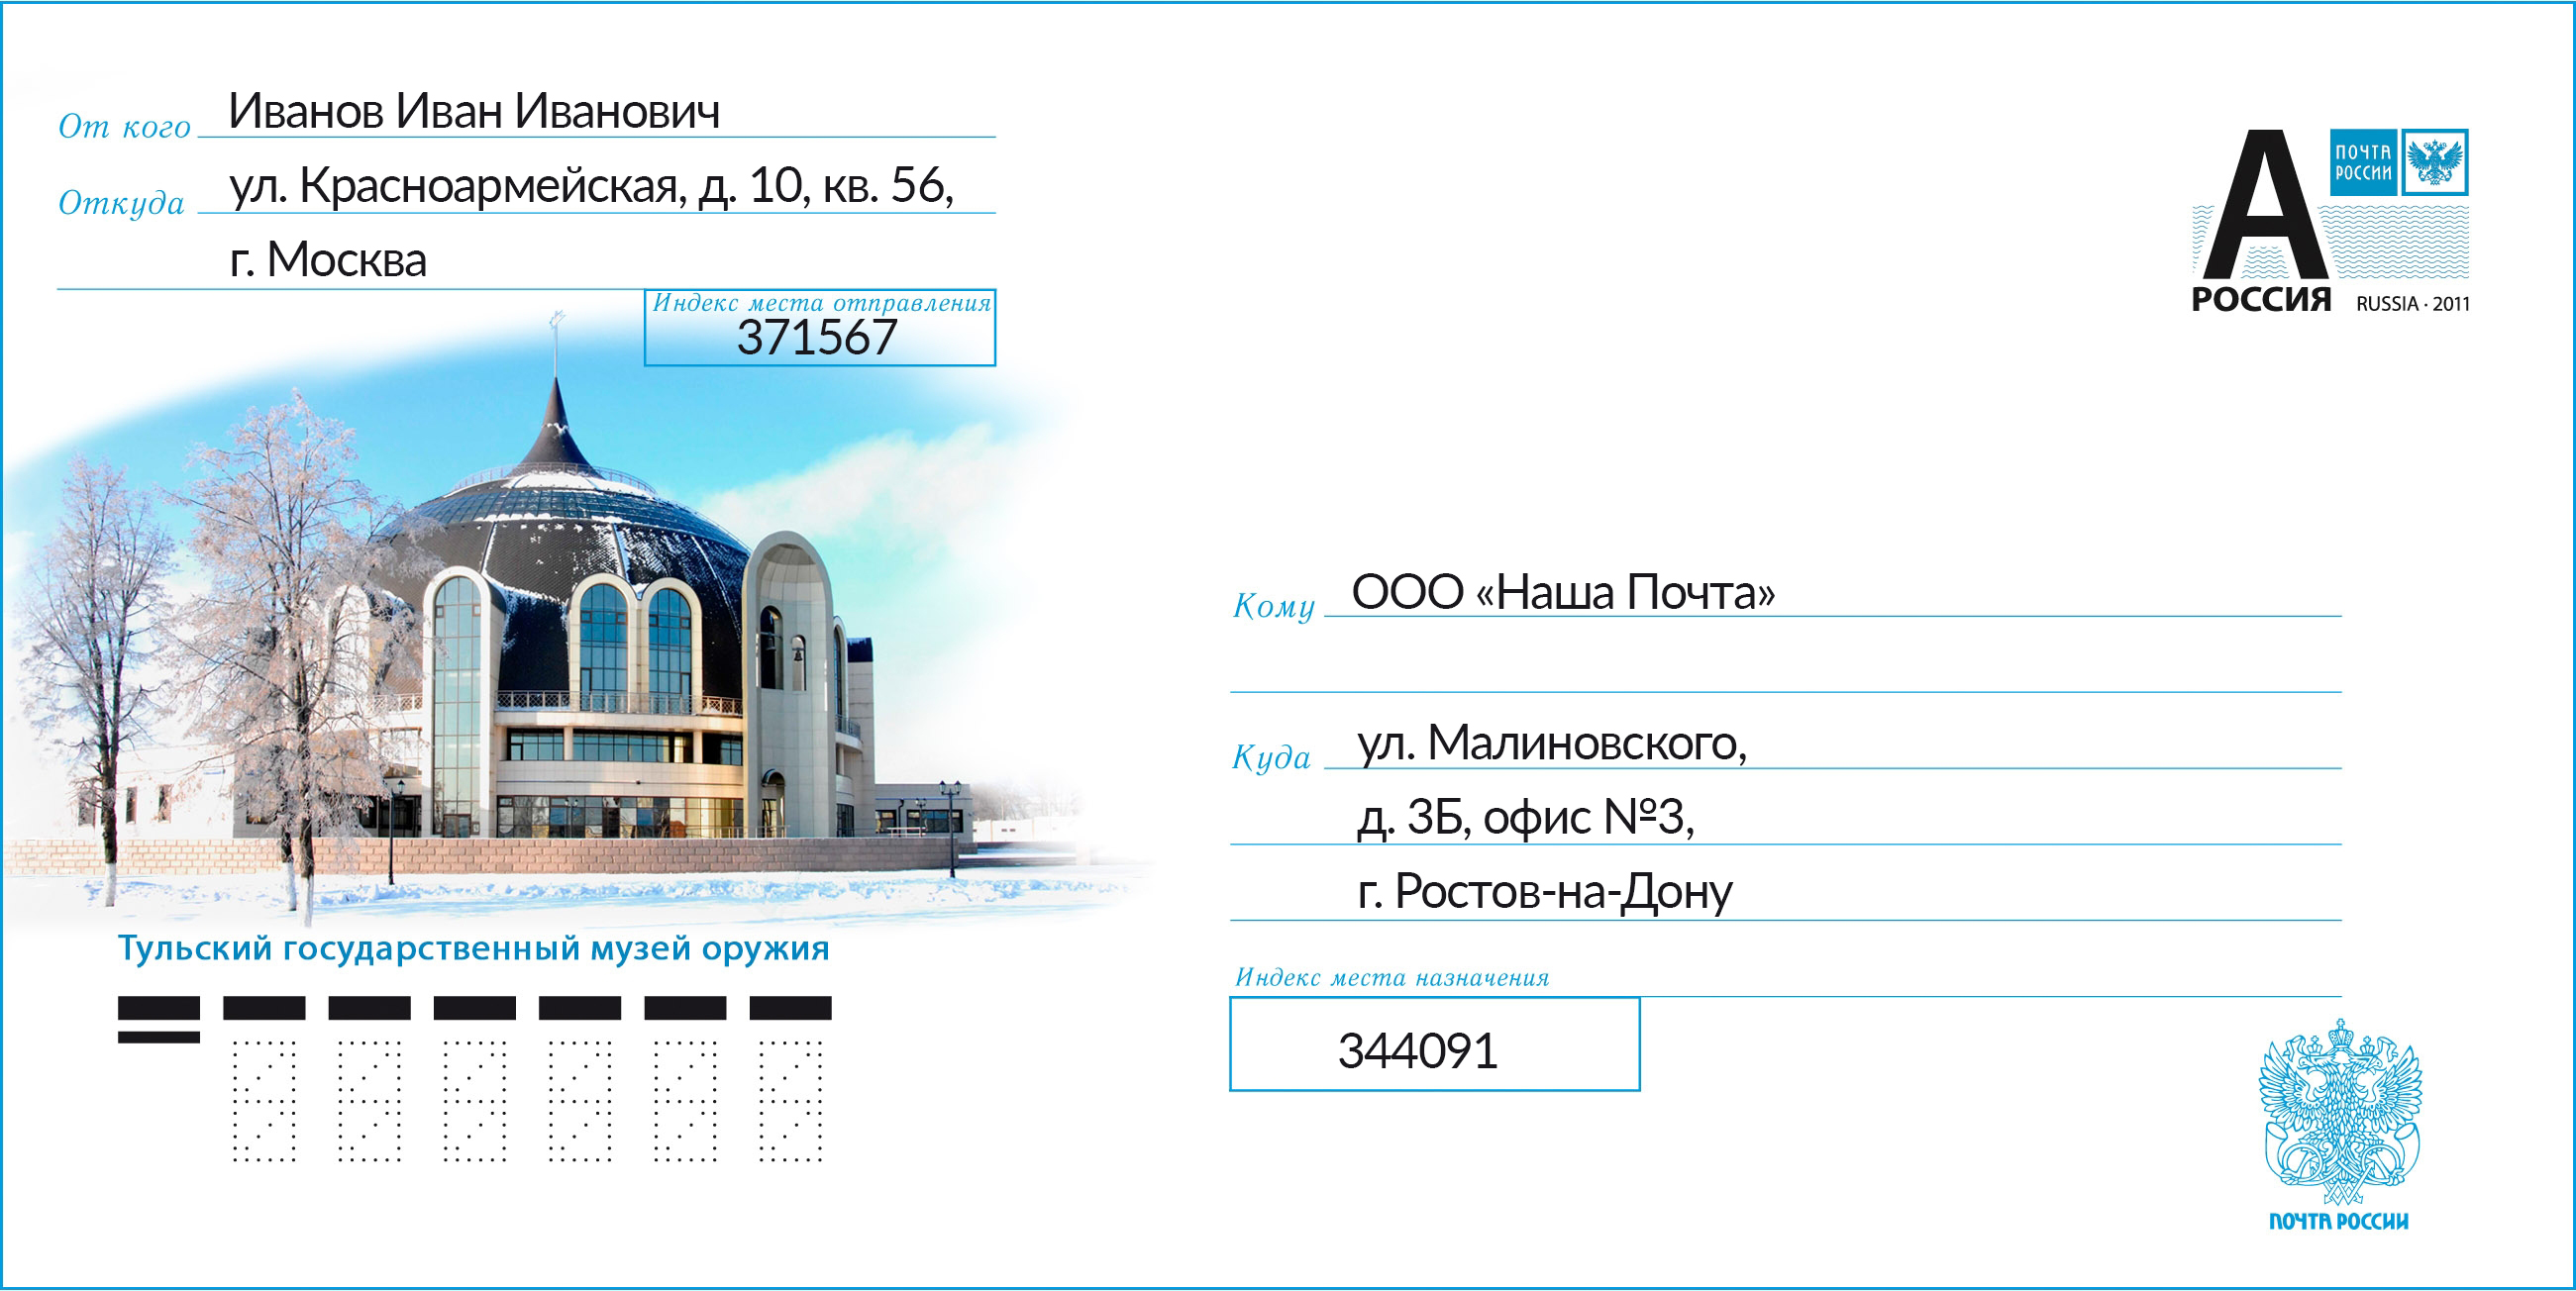 От кого Иванов Иван Иванович
Откуда ул. Красноармейская, д. 10, кв. 56,
г. Москва
Индекс места отправления
371567
ПОЧТА
РОССИИ
А
РОССИЯ RUSSIA · 2011
Кому ООО «Наша Почта»
Куда ул. Малиновского,
д. 3Б, офис №3,
г. Ростов-на-Дону
Индекс места назначения
344091
Тульский государственный музей оружия
ПОЧТА РОССИИ